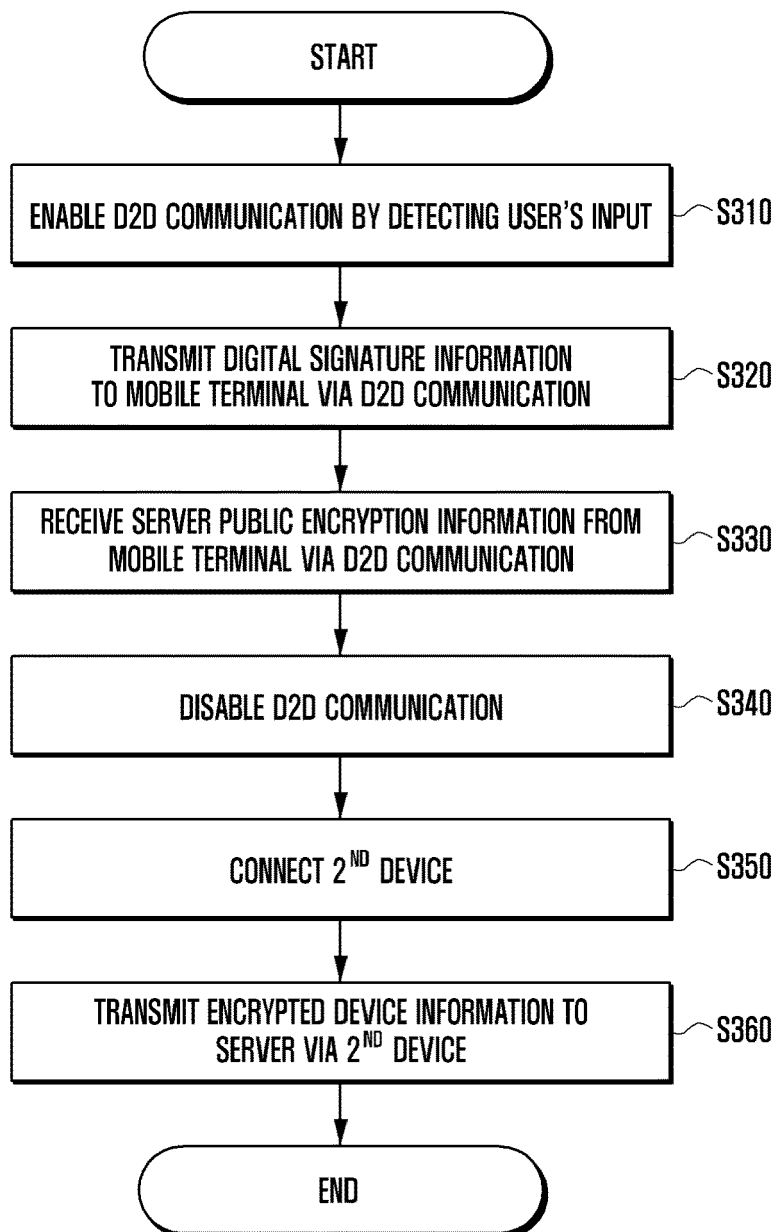 START
ENABLE D2D COMMUNICATION BY DETECTING USER'S INPUT
S310
TRANSMIT DIGITAL SIGNATURE INFORMATION
TO MOBILE TERMINAL VIA D2D COMMUNICATION
S320
RECEIVE SERVER PUBLIC ENCRYPTION INFORMATION FROM
MOBILE TERMINAL VIA D2D COMMUNICATION
S330
DISABLE D2D COMMUNICATION
S340
CONNECT 2ND DEVICE
S350
TRANSMIT ENCRYPTED DEVICE INFORMATION TO
SERVER VIA 2ND DEVICE
S360
END